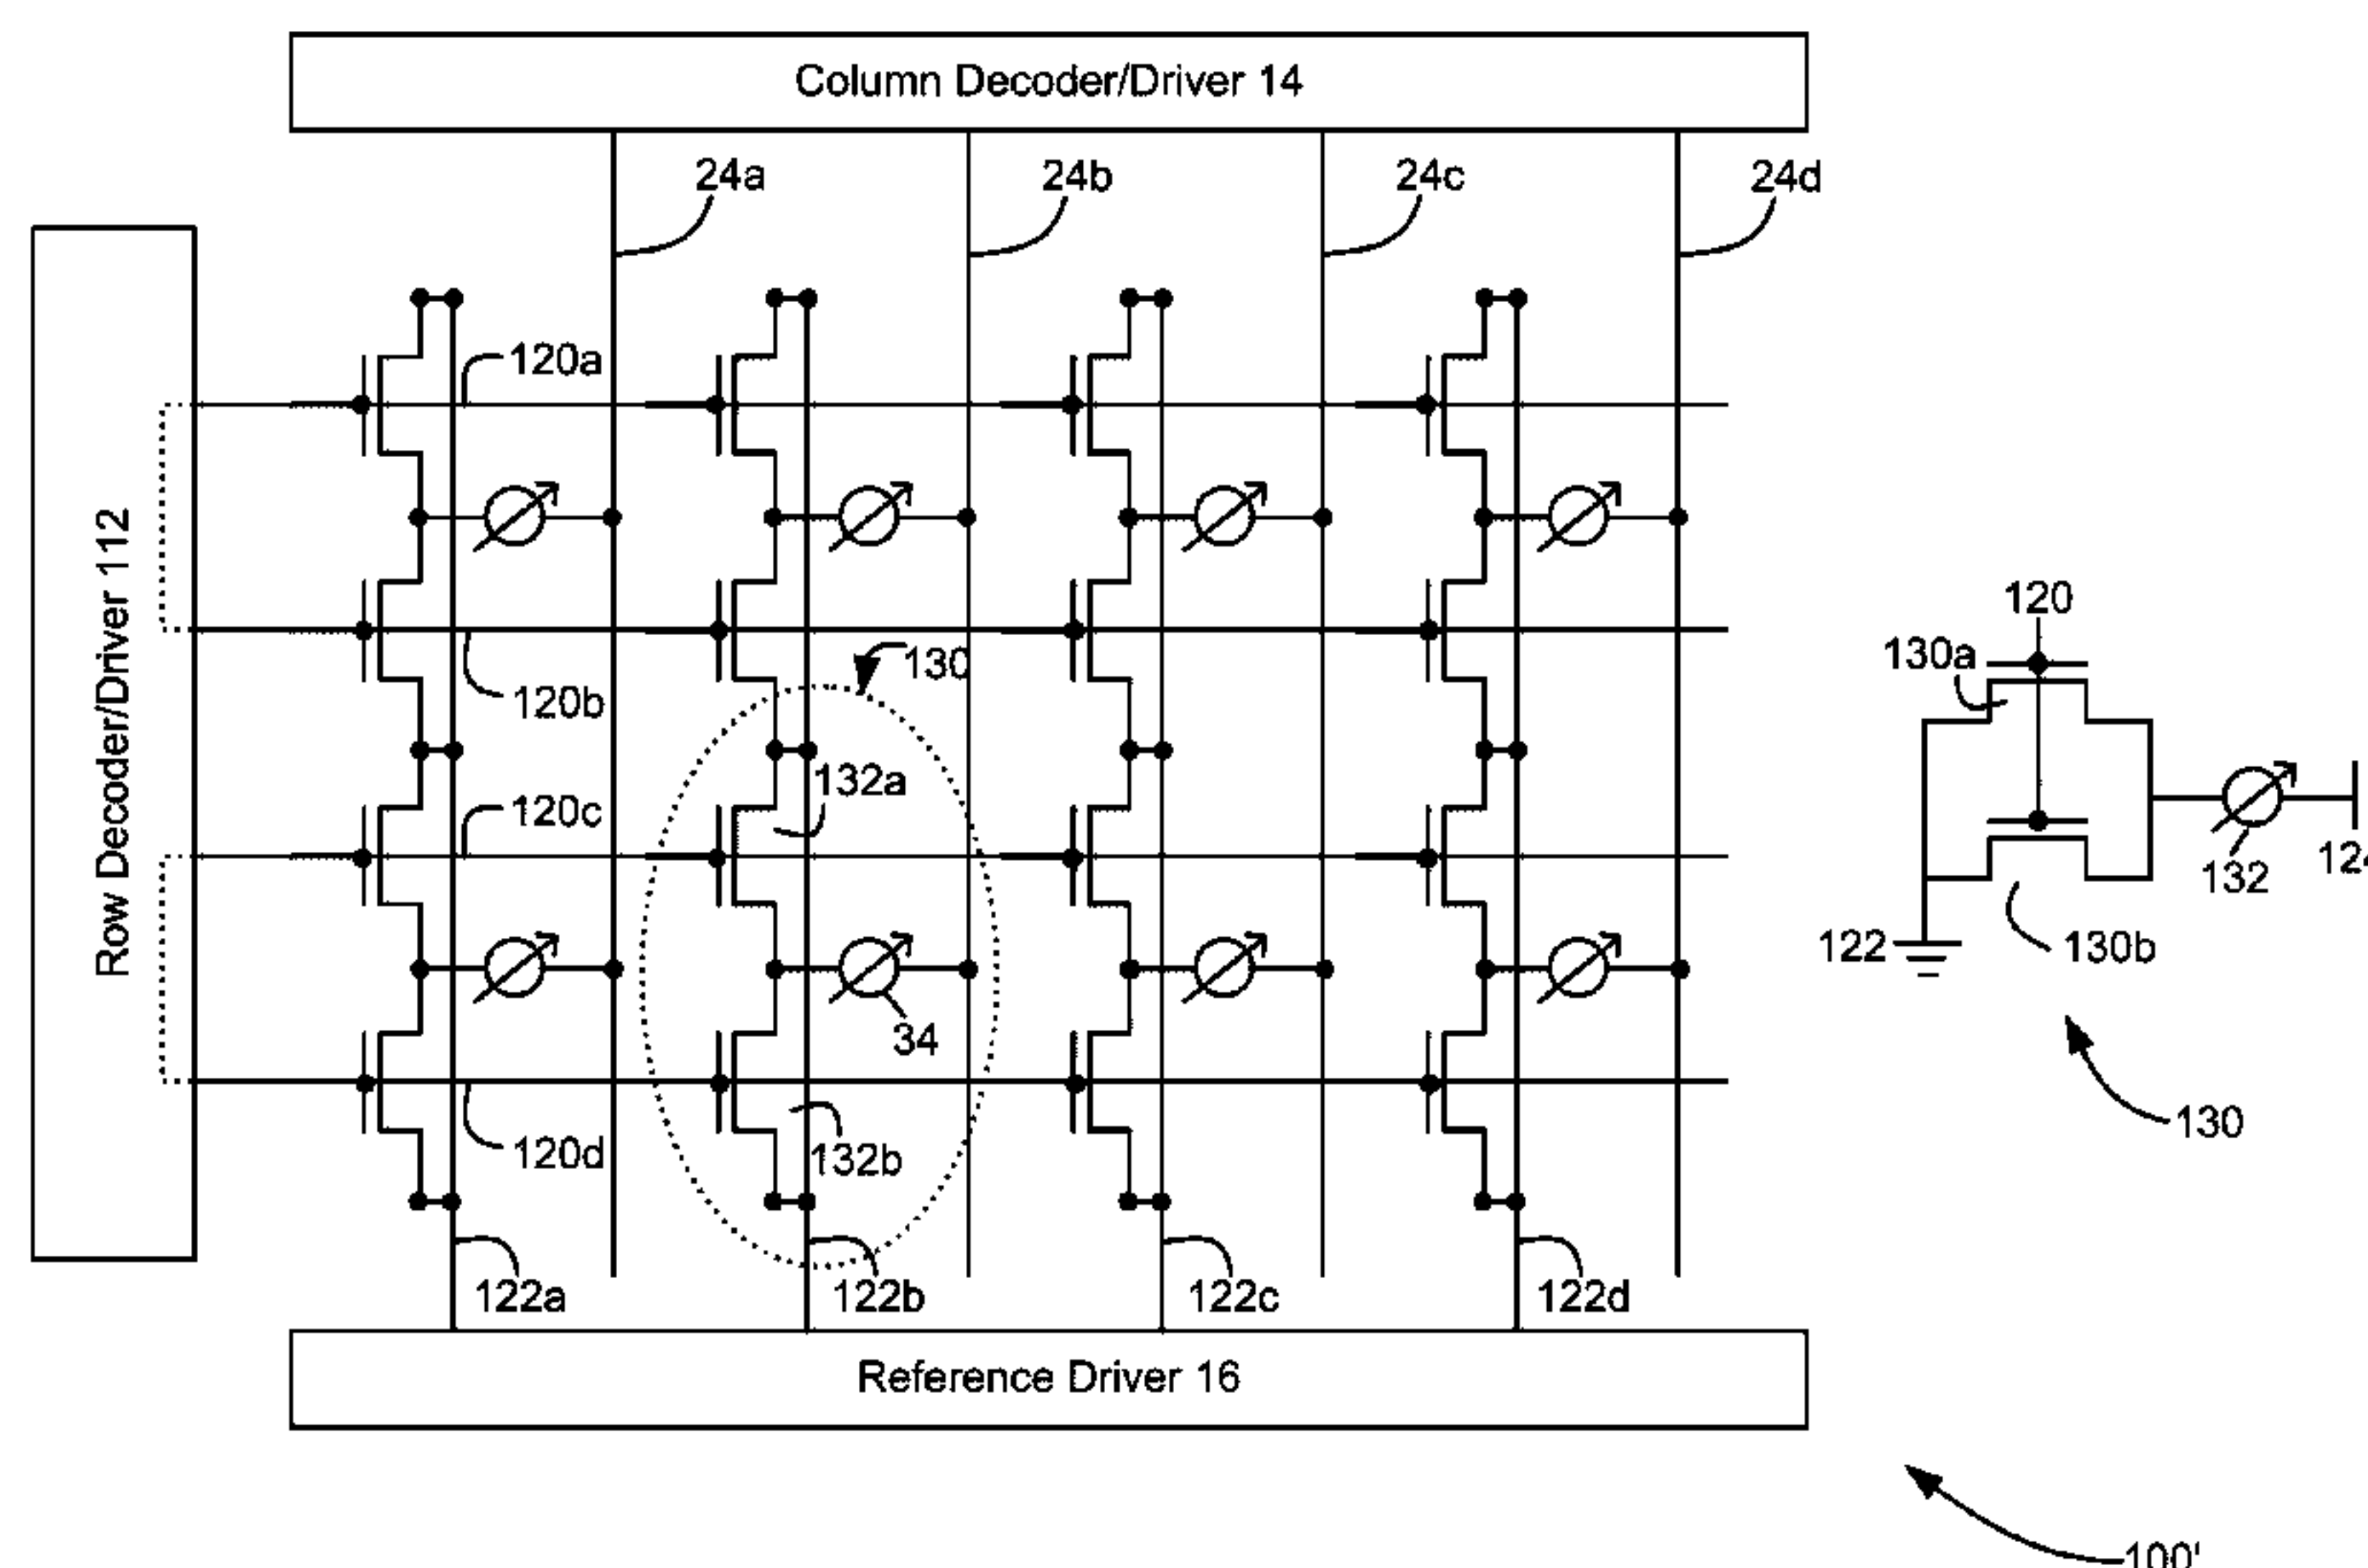 Column Decoder/Driver 14
24a
24b
24c
24d
Row Decoder/Driver 112
120a
120b
130
132a
120c
34
120d
132b
122a
122b
122c
122d
Reference Driver 16
120
130a
132
122
130b
130
100'